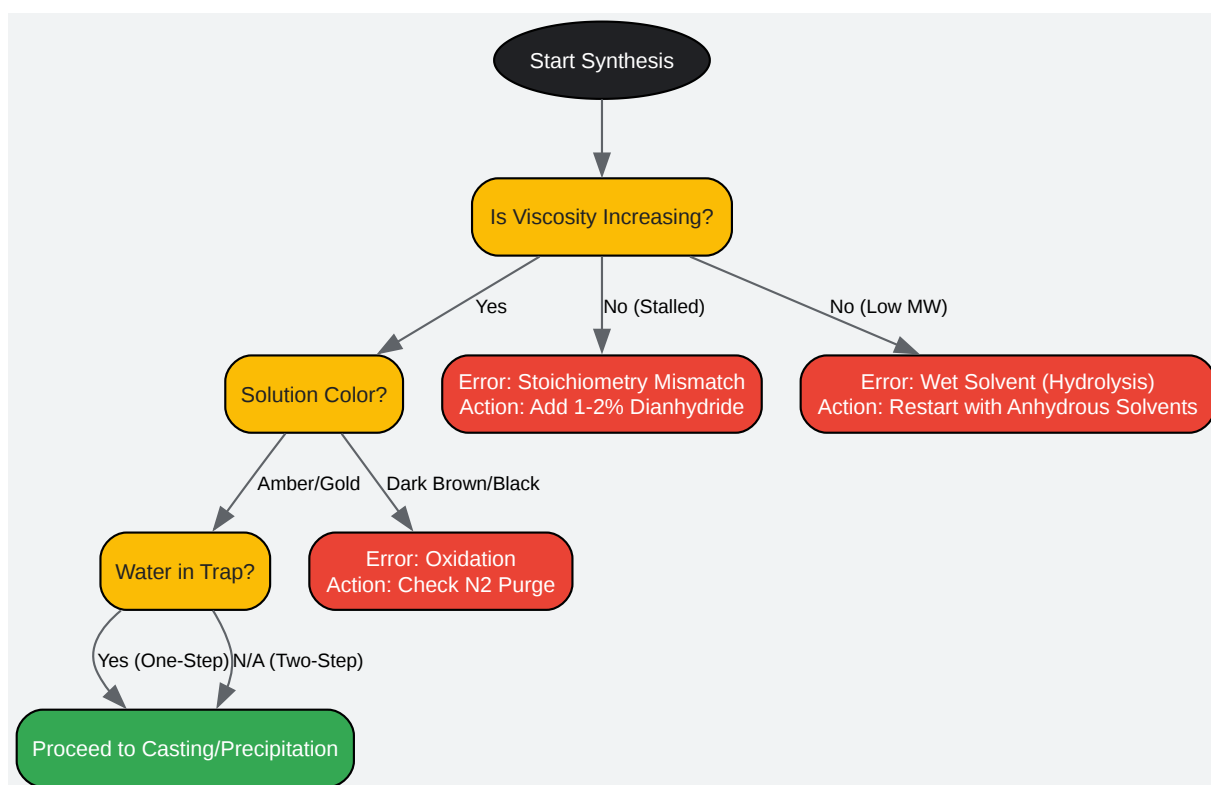 Start Synthesis
Is Viscosity Increasing?
Yes
No (Stalled)
No (Low MW)
Solution Color?
Error: Stoichiometry Mismatch
Action: Add 1-2% Dianhydride
Error: Wet Solvent (Hydrolysis)
Action: Restart with Anhydrous Solvents
Amber/Gold
Dark Brown/Black
Water in Trap?
Error: Oxidation
Action: Check N2 Purge
Yes (One-Step)
N/A (Two-Step)
Proceed to Casting/Precipitation